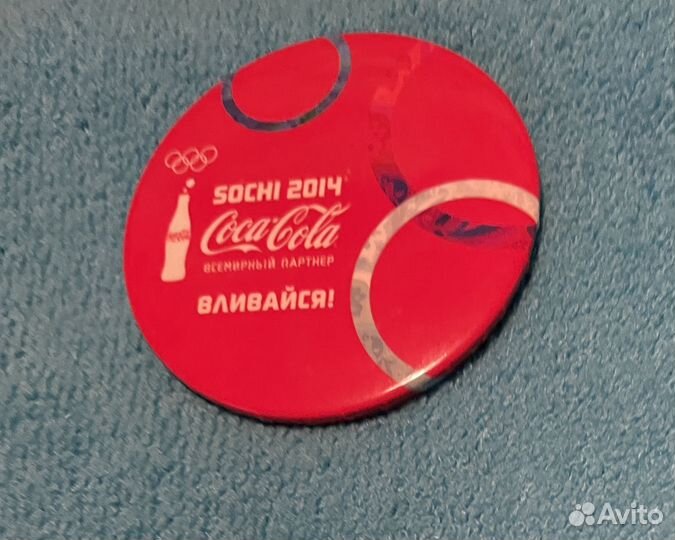 SOCHI 2014
Coca-Cola
ВСЕМИРНЫЙ ПАРТНЕР
ВЛИВАЙСЯ!
Avito